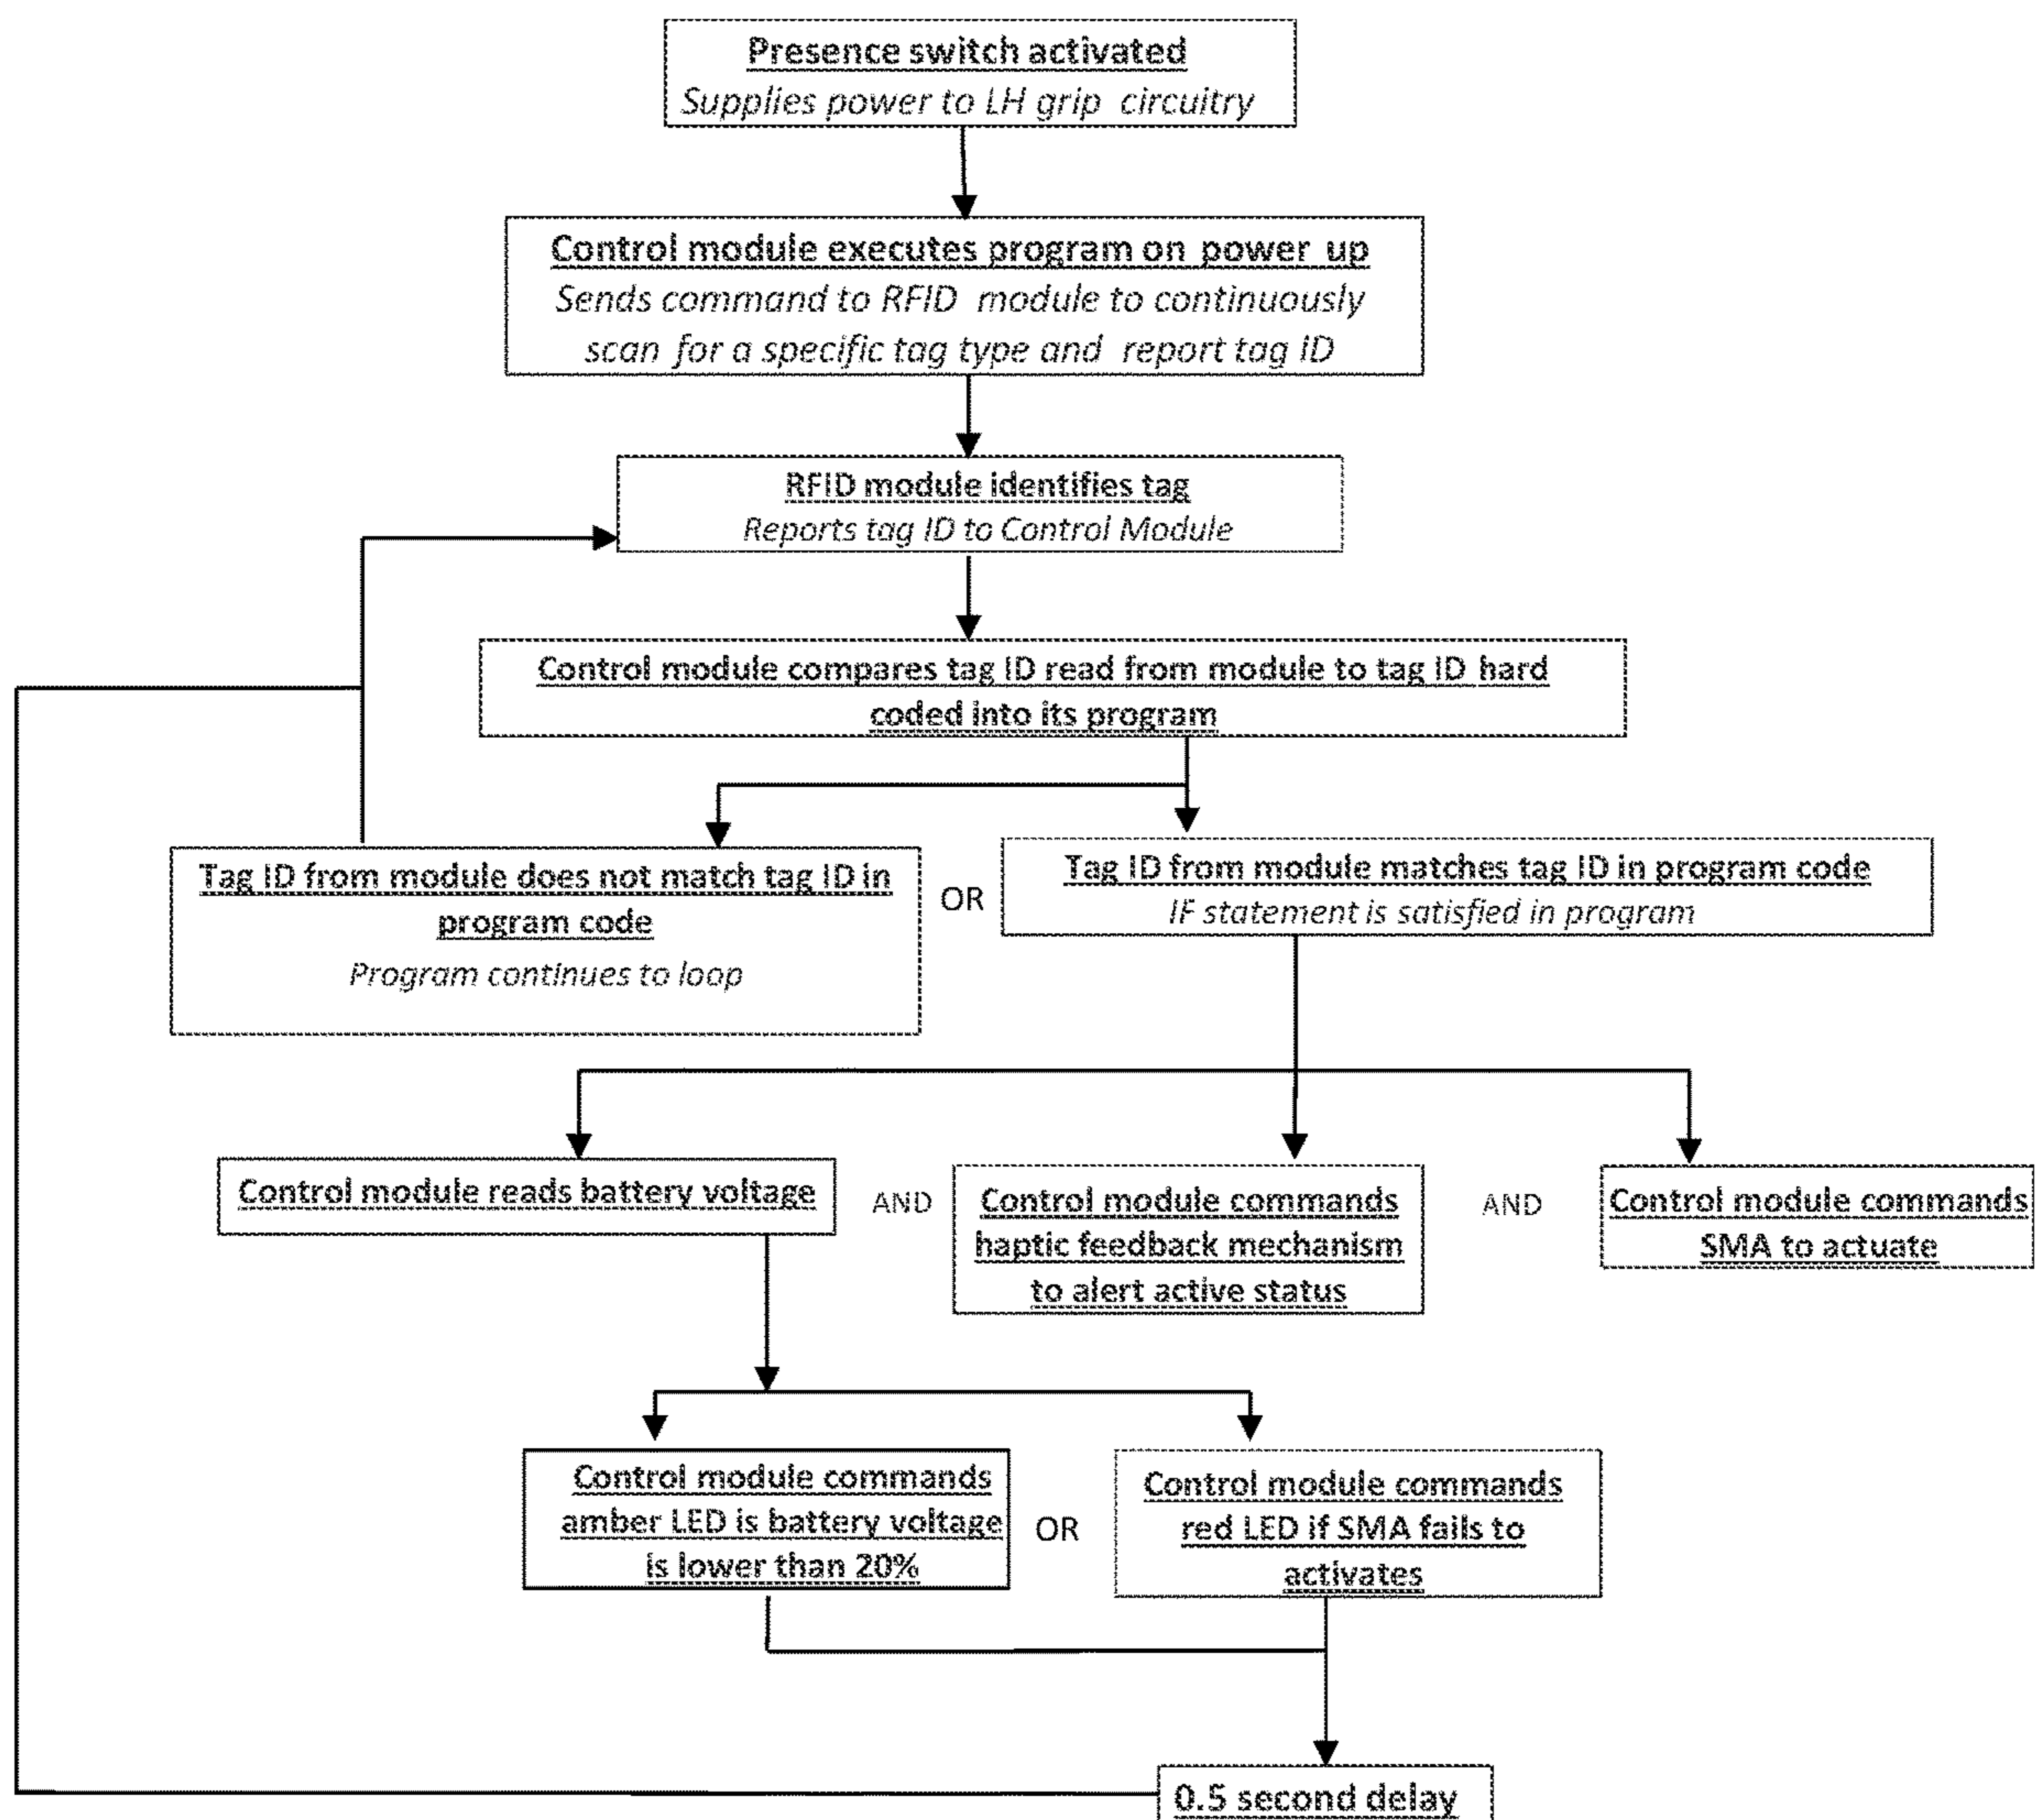 Presence switch activated
Supplies power to LH grip circuitry
Control module executes program on power up
Sends command to RFID module to continuously
scan for a specific tag type and report tag ID
RFID module identifies tag
Reports tag ID to Control Module
Control module compares tag ID read from module to tag ID hard
coded into its program
Tag ID from module does not match tag ID in
program code
Program continues to loop
OR
Tag ID from module matches tag ID in program code
IF statement is satisfied in program
Control module reads battery voltage
AND
Control module commands
haptic feedback mechanism
to alert active status
AND
Control module commands
SMA to actuate
Control module commands
amber LED is battery voltage
is lower than 20%
OR
Control module commands
red LED if SMA fails to
activates
0.5 second delay